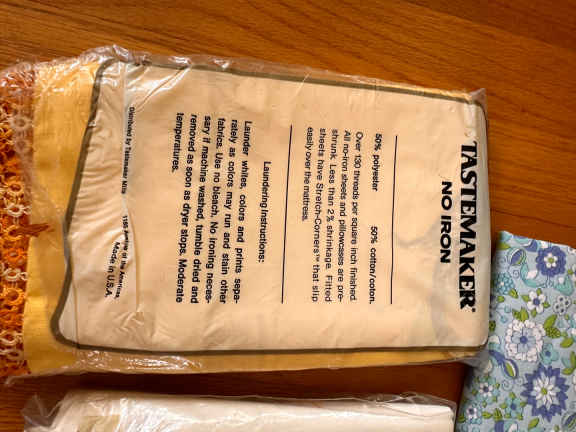 TASTEMAKER®
NO IRON
50% polyester 50% cotton/coton.
Over 130 threads per square inch finished.
All no-iron sheets and pillowcases are pre-
shrunk. Less than 2% shrinkage. Fitted
sheets have Stretch-Corners™ that slip
easily over the mattress.
Laundering Instructions:
Launder whites, colors and prints sepa-
rately as colors may run and stain other
fabrics. Use no bleach. No ironing neces-
sary if machine washed, tumble dried and
removed as soon as dryer stops. Moderate
temperatures.
Distributed by Tastemaker Mills of the Americas,
Made in U.S.A.